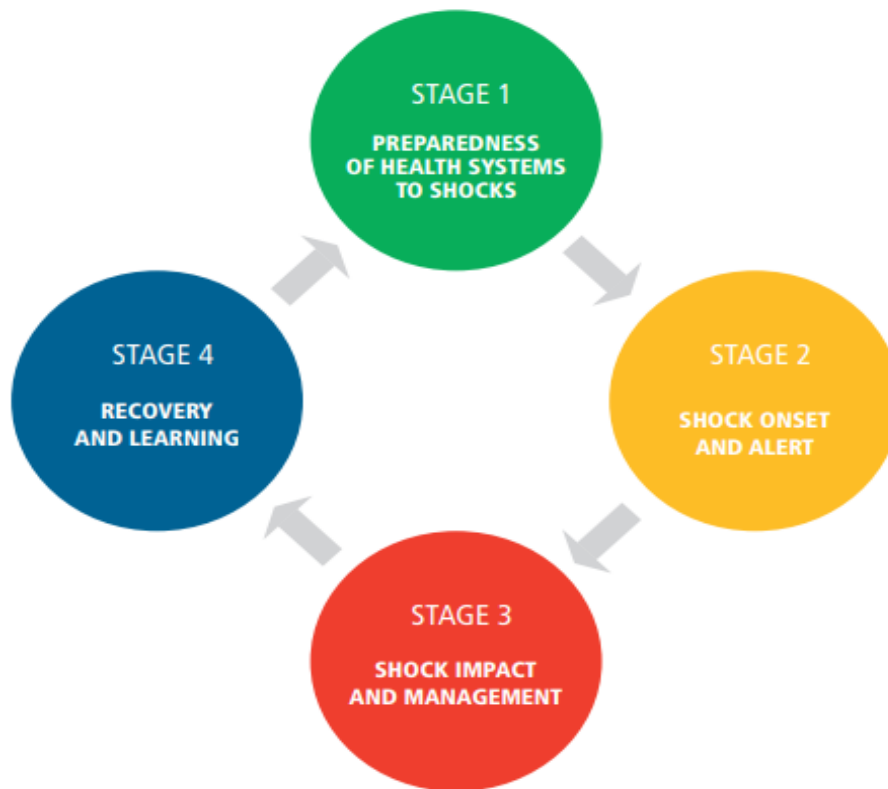 STAGE 1
PREPAREDNESS
OF HEALTH SYSTEMS
TO SHOCKS
STAGE 2
SHOCK ONSET
AND ALERT
STAGE 3
SHOCK IMPACT
AND MANAGEMENT
STAGE 4
RECOVERY
AND LEARNING